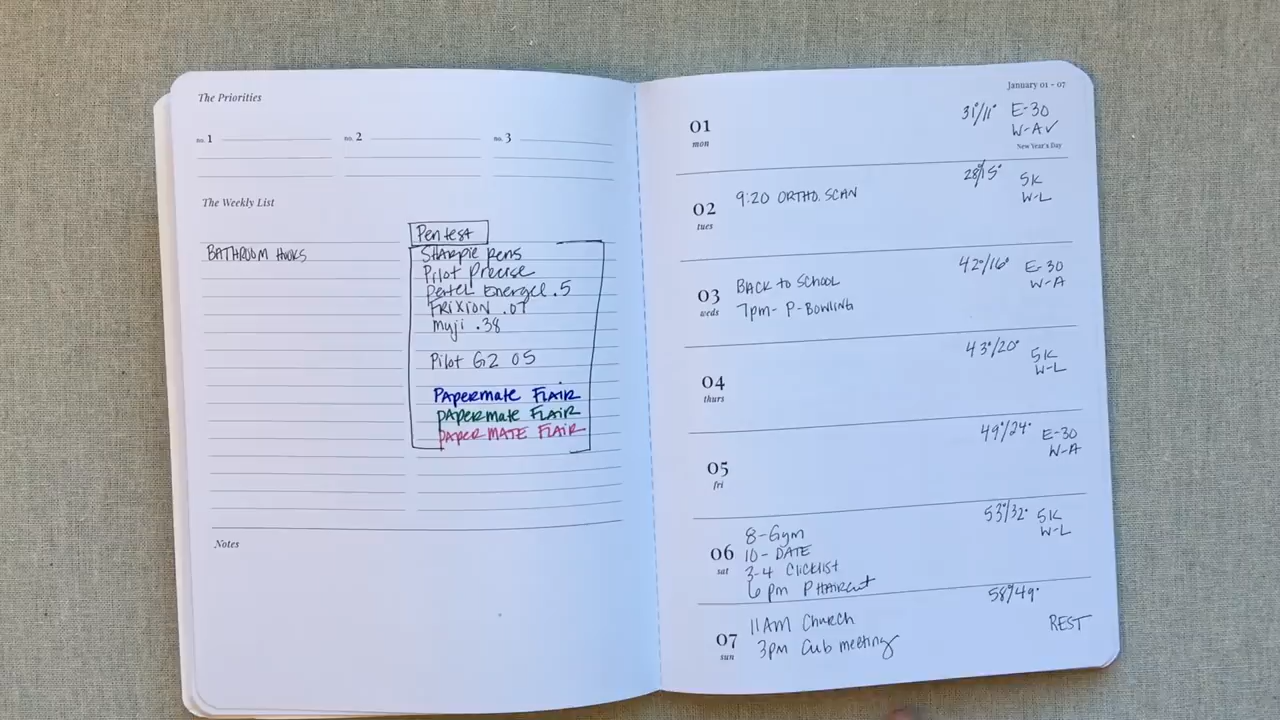 The Priorities
no. 1
no. 2
no. 3
The Weekly List
BATHROOM HOOKS
Pen test
SHARPIE pens
Pilot Precise
Pentel Energel .5
FRIXION .07
Muji .38
Pilot G2 05
PAPERMATE FLAIR
PAPERMATE FLAIR
PAPER MATE FLAIR
Notes
January 01 - 07
01
mon
31°/11° E-30
W-A✓
New Year's Day
02
tues
9:20 ORTHO. SCAN
28°/15° 5K
W-L
03
weds
BACK to SCHOOL
7pm- P-BOWLING
42°/16° E-30
W-A
04
thurs
43°/20° 5K
W-L
05
fri
49°/24° E-30
W-A
06
sat
8-Gym
10-DATE
3-4 CLICKLIST
6 pm P HAIRCUT
53°/32° 5K
W-L
07
sun
11AM Church
3pm Cub meeting
58°/49°
REST